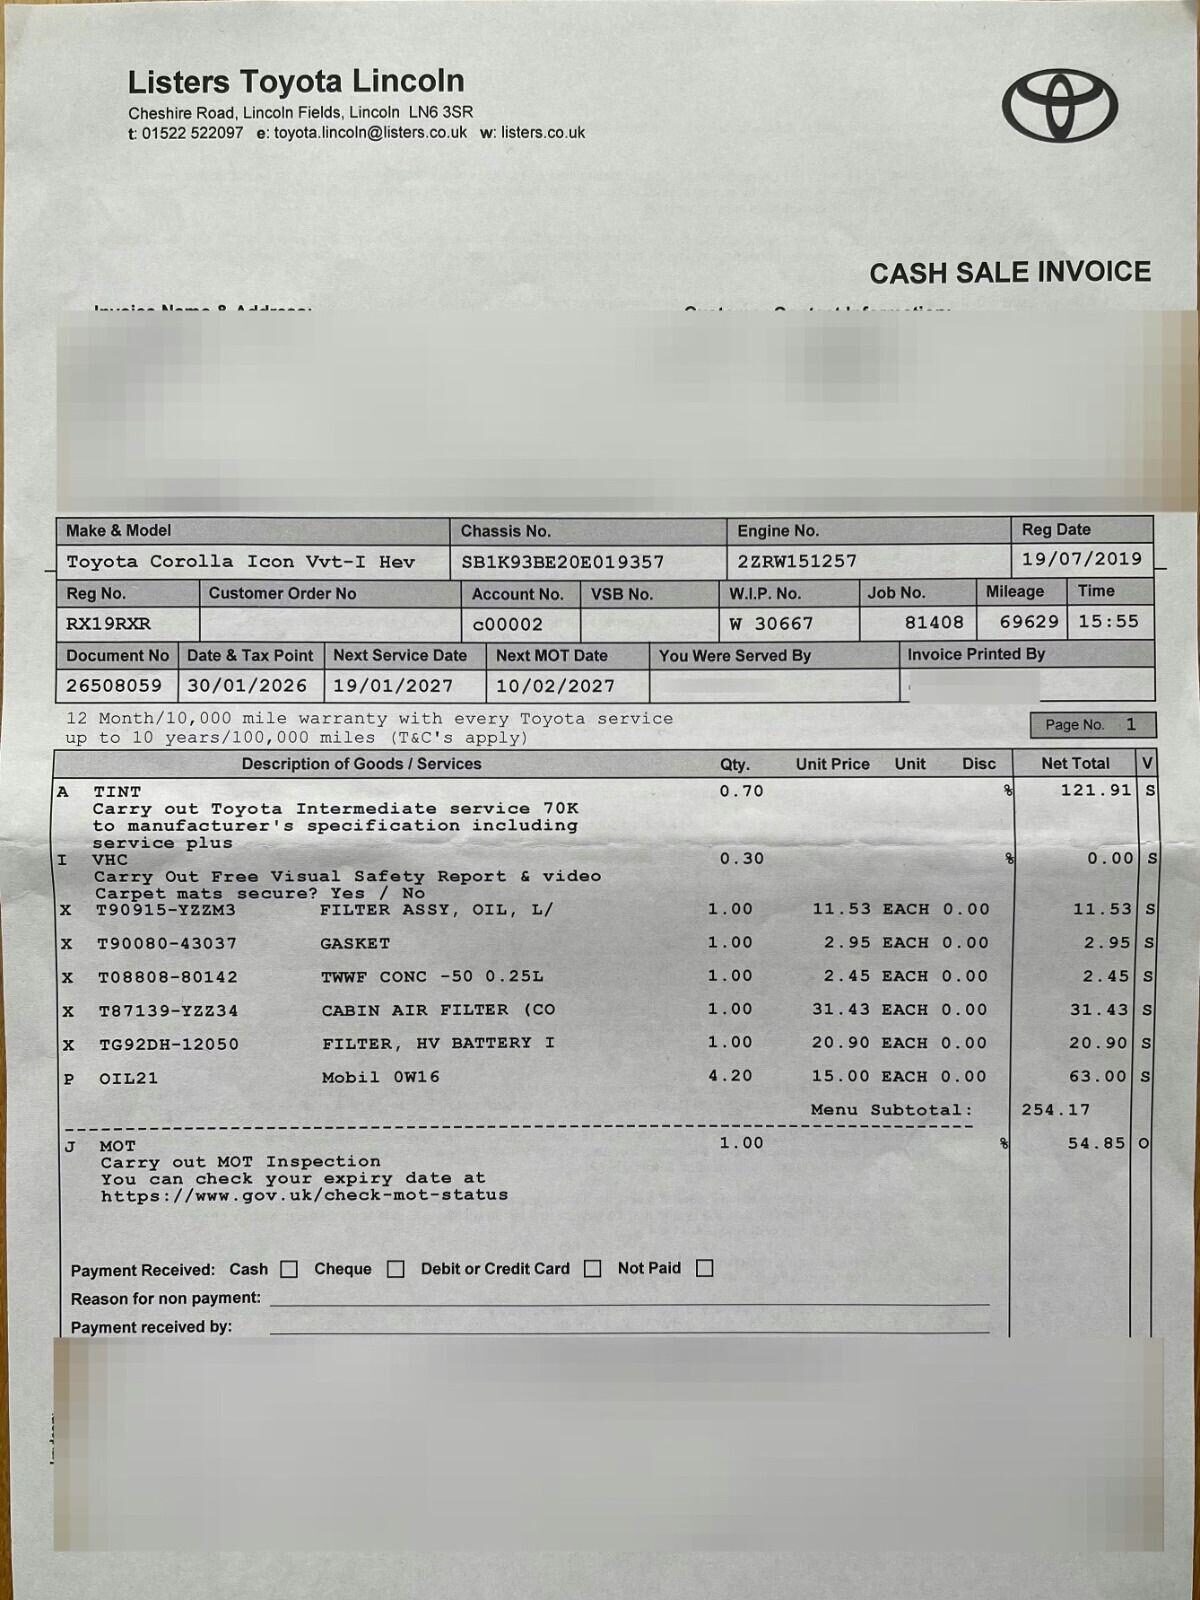 Listers Toyota Lincoln
Cheshire Road, Lincoln Fields, Lincoln LN6 3SR
t: 01522 522097 e: toyota.lincoln@listers.co.uk w: listers.co.uk
CASH SALE INVOICE
Invoice Name & Address:
Customer Contact Information:
Make & Model Chassis No. Engine No. Reg Date
Toyota Corolla Icon Vvt-I Hev SB1K93BE20E019357 2ZRW151257 19/07/2019
Reg No. Customer Order No Account No. VSB No. W.I.P. No. Job No. Mileage Time
RX19RXR c00002 W 30667 81408 69629 15:55
Document No Date & Tax Point Next Service Date Next MOT Date You Were Served By Invoice Printed By
26508059 30/01/2026 19/01/2027 10/02/2027
12 Month/10,000 mile warranty with every Toyota service
up to 10 years/100,000 miles (T&C's apply)
Page No. 1
Description of Goods / Services Qty. Unit Price Unit Disc Net Total V
A TINT 0.70 % 121.91 S
Carry out Toyota Intermediate service 70K
to manufacturer's specification including
service plus
I VHC 0.30 % 0.00 S
Carry Out Free Visual Safety Report & video
Carpet mats secure? Yes / No
X T90915-YZZM3 FILTER ASSY, OIL, L/ 1.00 11.53 EACH 0.00 11.53 S
X T90080-43037 GASKET 1.00 2.95 EACH 0.00 2.95 S
X T08808-80142 TWWF CONC -50 0.25L 1.00 2.45 EACH 0.00 2.45 S
X T87139-YZZ34 CABIN AIR FILTER (CO 1.00 31.43 EACH 0.00 31.43 S
X TG92DH-12050 FILTER, HV BATTERY I 1.00 20.90 EACH 0.00 20.90 S
P OIL21 Mobil 0W16 4.20 15.00 EACH 0.00 63.00 S
Menu Subtotal: 254.17
J MOT 1.00 % 54.85 O
Carry out MOT Inspection
You can check your expiry date at
https://www.gov.uk/check-mot-status
Payment Received: Cash Cheque Debit or Credit Card Not Paid
Reason for non payment:
Payment received by: